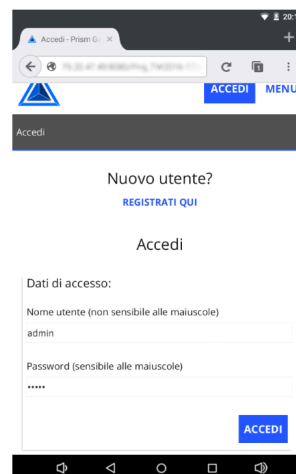 20:1
Accedi - Prism G
ACCEDI MENU
Accedi
Nuovo utente?
REGISTRATI QUI
Accedi
Dati di accesso:
Nome utente (non sensibile alle maiuscole)
admin
Password (sensibile alle maiuscole)
•••••
ACCEDI